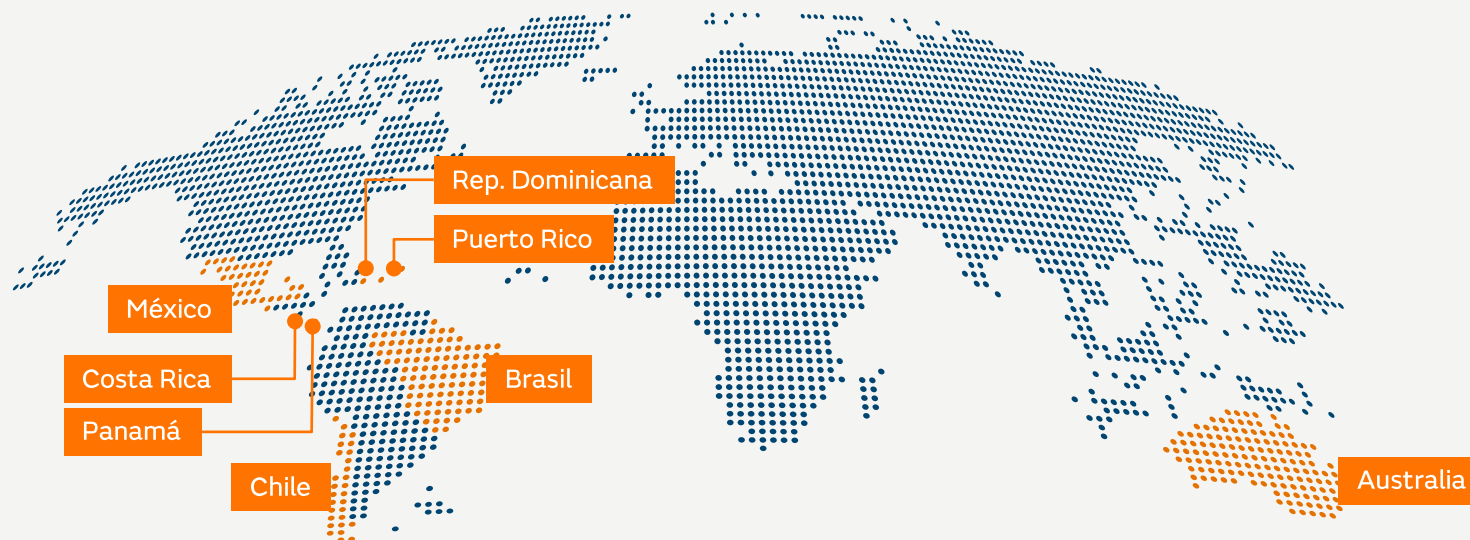 Rep. Dominicana
Puerto Rico
México
Costa Rica
Brasil
Panamá
Chile
Australia